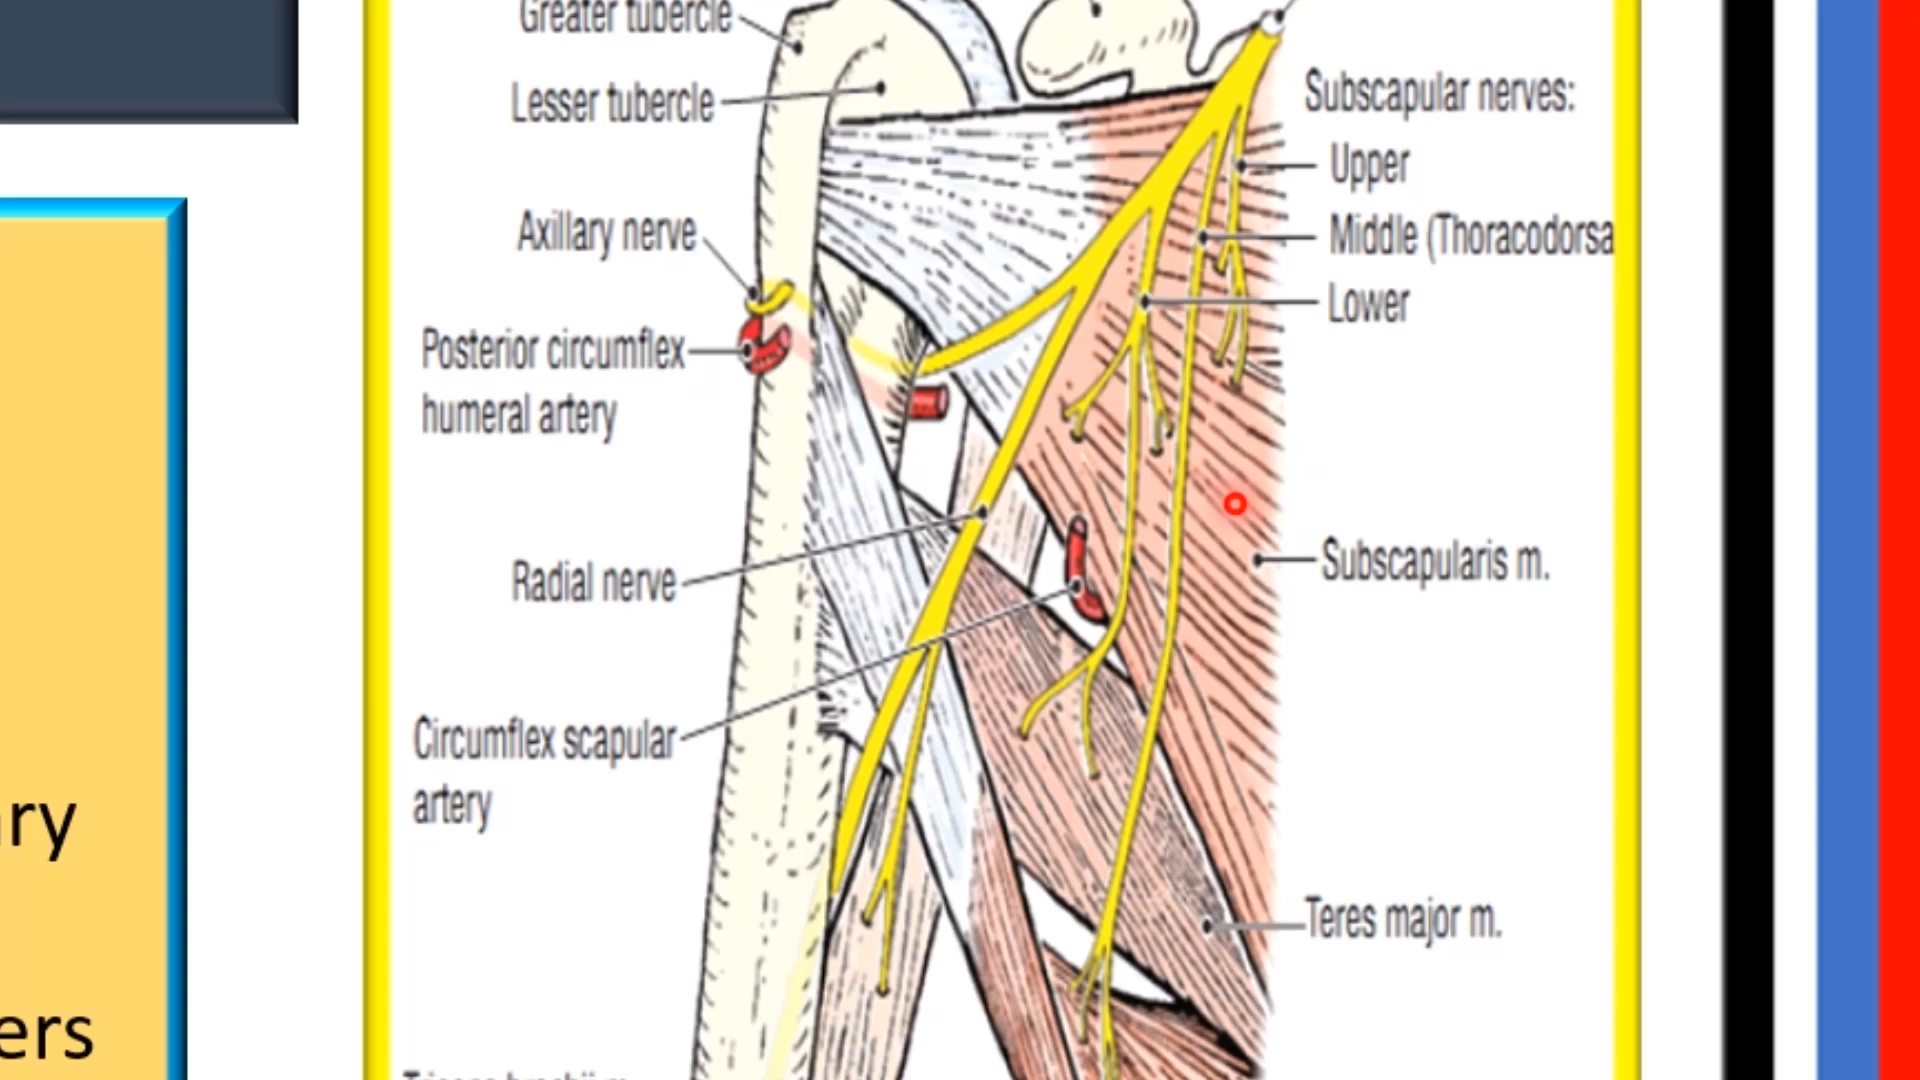 Greater tubercle
Lesser tubercle
Axillary nerve
Posterior circumflex
humeral artery
Radial nerve
Circumflex scapular
artery
Subscapular nerves:
Upper
Middle (Thoracodorsa
Lower
Subscapularis m.
Teres major m.
ry
ers